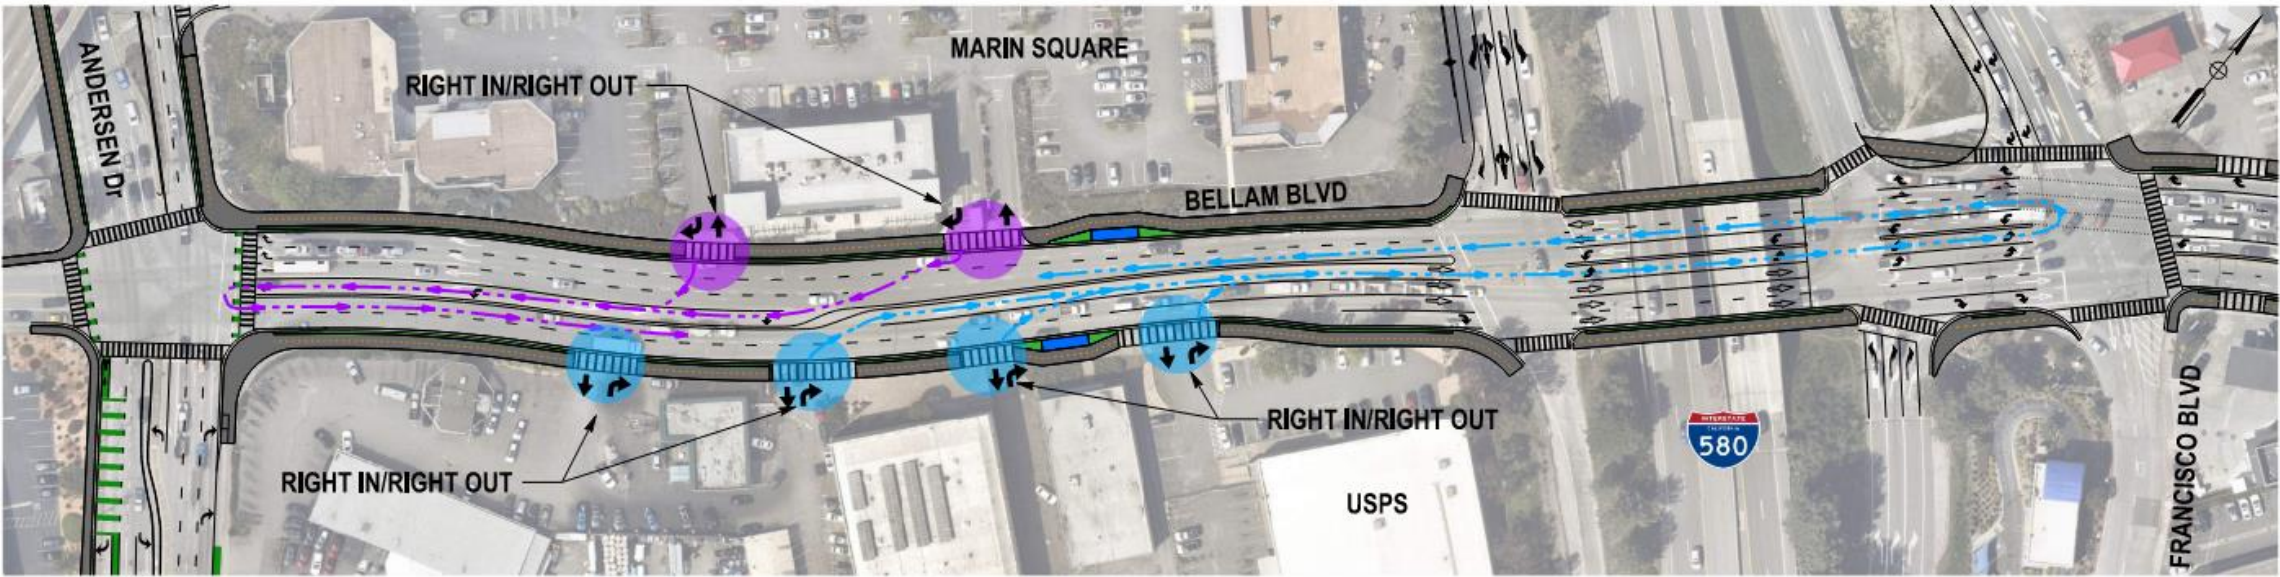 ANDERSEN Dr
MARIN SQUARE
RIGHT IN/RIGHT OUT
BELLAM BLVD
RIGHT IN/RIGHT OUT
RIGHT IN/RIGHT OUT
USPS
INTERSTATE
CALIFORNIA
580
FRANCISCO BLVD